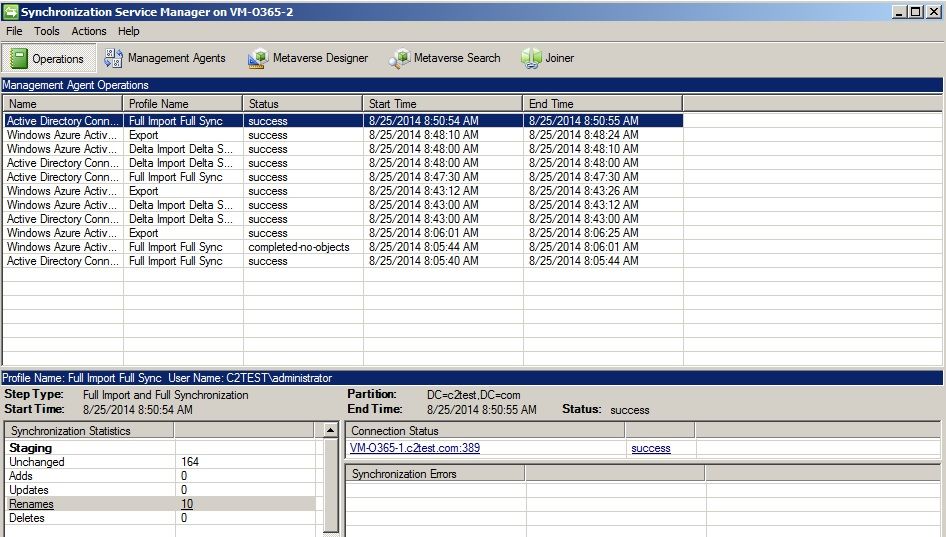 Synchronization Service Manager on VM-O365-2
File Tools Actions Help
Operations Management Agents Metaverse Designer Metaverse Search Joiner
Management Agent Operations
Name Profile Name Status Start Time End Time
Active Directory Conn... Full Import Full Sync success 8/25/2014 8:50:54 AM 8/25/2014 8:50:55 AM
Windows Azure Activ... Export success 8/25/2014 8:48:10 AM 8/25/2014 8:48:24 AM
Windows Azure Activ... Delta Import Delta S... success 8/25/2014 8:48:00 AM 8/25/2014 8:48:10 AM
Active Directory Conn... Delta Import Delta S... success 8/25/2014 8:48:00 AM 8/25/2014 8:48:00 AM
Active Directory Conn... Full Import Full Sync success 8/25/2014 8:47:30 AM 8/25/2014 8:47:30 AM
Windows Azure Activ... Export success 8/25/2014 8:43:12 AM 8/25/2014 8:43:26 AM
Windows Azure Activ... Delta Import Delta S... success 8/25/2014 8:43:00 AM 8/25/2014 8:43:12 AM
Active Directory Conn... Delta Import Delta S... success 8/25/2014 8:43:00 AM 8/25/2014 8:43:00 AM
Windows Azure Activ... Export success 8/25/2014 8:06:01 AM 8/25/2014 8:06:25 AM
Windows Azure Activ... Full Import Full Sync completed-no-objects 8/25/2014 8:05:44 AM 8/25/2014 8:06:01 AM
Active Directory Conn... Full Import Full Sync success 8/25/2014 8:05:40 AM 8/25/2014 8:05:44 AM
Profile Name: Full Import Full Sync User Name: C2TEST\administrator
Step Type: Full Import and Full Synchronization Partition: DC=c2test,DC=com
Start Time: 8/25/2014 8:50:54 AM End Time: 8/25/2014 8:50:55 AM Status: success
Synchronization Statistics
Staging
Unchanged 164
Adds 0
Updates 0
Renames 10
Deletes 0
Connection Status
VM-O365-1.c2test.com:389 success
Synchronization Errors